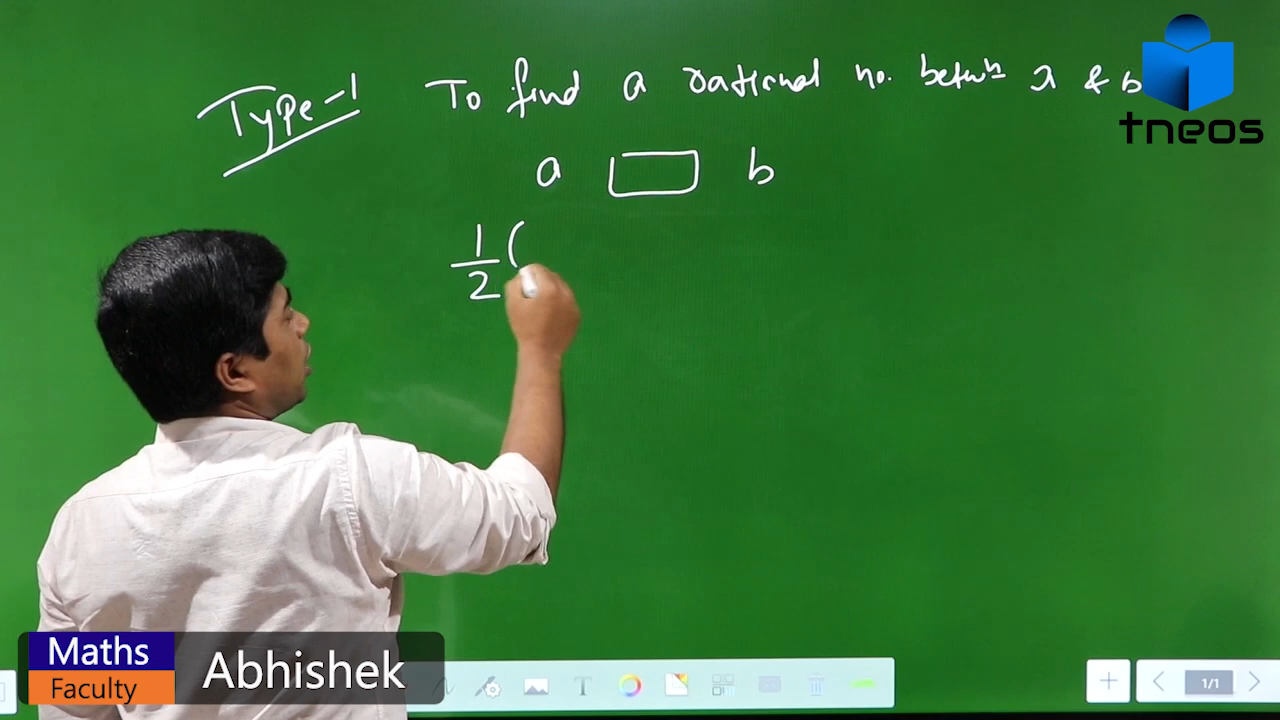 Type-1 To find a rational no. betwn a & b
a b
1/2 (
tneos
Maths
Faculty
Abhishek
1/1